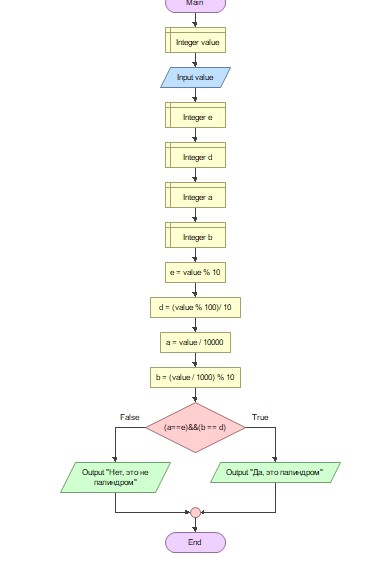 Main
Integer value
Input value
Integer e
Integer d
Integer a
Integer b
e = value % 10
d = (value % 100)/ 10
a = value / 10000
b = (value / 1000) % 10
False
True
(a==e)&&(b == d)
Output "Нет, это не
палиндром"
Output "Да, это палиндром"
End